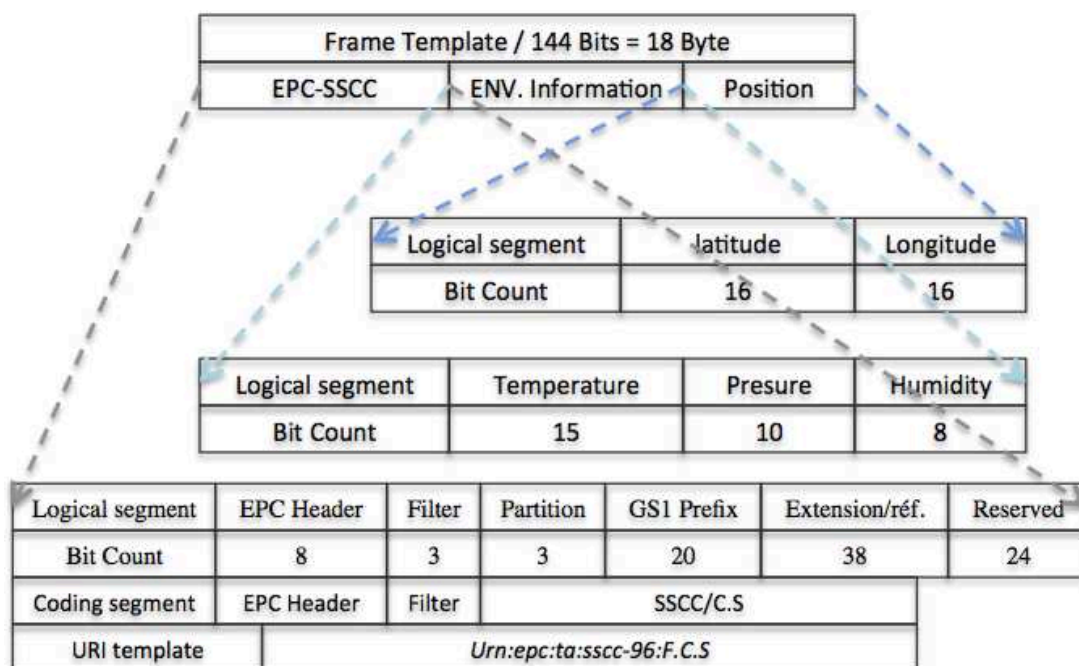 Frame Template / 144 Bits = 18 Byte
EPC-SSCC ENV. Information Position
Logical segment latitude Longitude
Bit Count 16 16
Logical segment Temperature Presure Humidity
Bit Count 15 10 8
Logical segment EPC Header Filter Partition GS1 Prefix Extension/réf. Reserved
Bit Count 8 3 3 20 38 24
Coding segment EPC Header Filter SSCC/C.S
URI template Urn:epc:ta:sscc-96:F.C.S